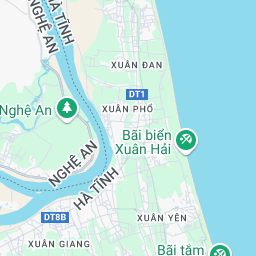 NGHỆ AN
HÀ TĨNH
XUÂN ĐAN
DT1
Nghệ An
XUÂN PHỔ
Bãi biển
Xuân Hải
NGHỆ AN
HÀ TĨNH
DT8B
XUÂN YÊN
XUÂN GIANG
Bãi tắm